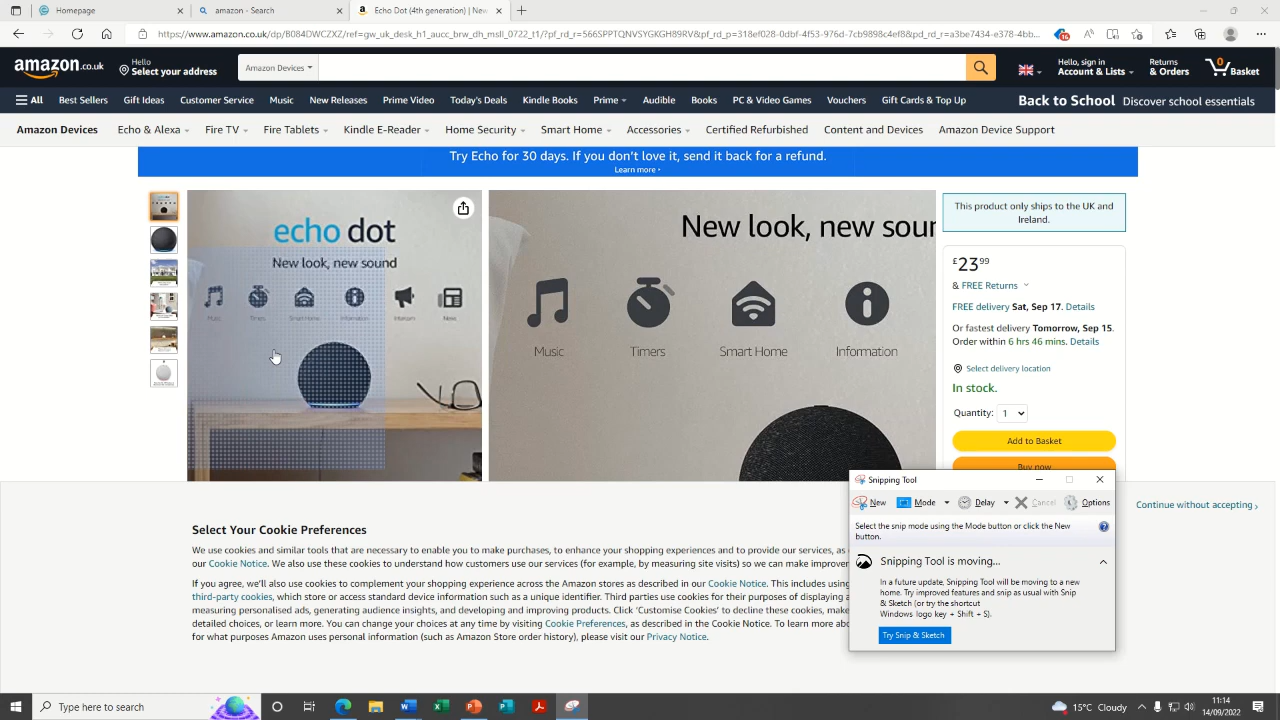 Homepage
amazon - Search
Echo Dot (4th generation) | New
https://www.amazon.co.uk/dp/B084DWCZXZ/ref=gw_uk_desk_h1_aucc_brw_dh_msll_0722_t1/?pf_rd_r=566SPPTQNVSYGKGH89RV&pf_rd_p=318ef028-0dbf-4f53-976d-7cb9898c4ef8&pd_rd_r=a3be7434-e378-4bb...
amazon.co.uk
Hello
Select your address
Amazon Devices
Hello, sign in
Account & Lists
Returns
& Orders
0
Basket
All
Best Sellers
Gift Ideas
Customer Service
Music
New Releases
Prime Video
Today's Deals
Kindle Books
Prime
Audible
Books
PC & Video Games
Vouchers
Gift Cards & Top Up
Back to School Discover school essentials
Amazon Devices
Echo & Alexa
Fire TV
Fire Tablets
Kindle E-Reader
Home Security
Smart Home
Accessories
Certified Refurbished
Content and Devices
Amazon Device Support
Try Echo for 30 days. If you don't love it, send it back for a refund.
Learn more
echo dot
New look, new sound
Music
Timers
Smart Home
Information
Intercom
News
New look, new soun
Music
Timers
Smart Home
Information
This product only ships to the UK and
Ireland.
£23 99
& FREE Returns
FREE delivery Sat, Sep 17. Details
Or fastest delivery Tomorrow, Sep 15.
Order within 6 hrs 46 mins. Details
Select delivery location
In stock.
Quantity: 1
Add to Basket
Buy now
Select Your Cookie Preferences
We use cookies and similar tools that are necessary to enable you to make purchases, to enhance your shopping experiences and to provide our services, as
our Cookie Notice. We also use these cookies to understand how customers use our services (for example, by measuring site visits) so we can make improver
If you agree, we'll also use cookies to complement your shopping experience across the Amazon stores as described in our Cookie Notice. This includes using
third-party cookies, which store or access standard device information such as a unique identifier. Third parties use cookies for their purposes of displaying a
measuring personalised ads, generating audience insights, and developing and improving products. Click 'Customise Cookies' to decline these cookies, make
detailed choices, or learn more. You can change your choices at any time by visiting Cookie Preferences, as described in the Cookie Notice. To learn more abo
for what purposes Amazon uses personal information (such as Amazon Store order history), please visit our Privacy Notice.
Continue without accepting
Snipping Tool
New
Mode
Delay
Cancel
Options
Select the snip mode using the Mode button or click the New
button.
Snipping Tool is moving...
In a future update, Snipping Tool will be moving to a new
home. Try improved features and snip as usual with Snip
& Sketch (or try the shortcut
Windows logo key + Shift + S).
Try Snip & Sketch
Type here to search
15°C Cloudy
11:14
14/09/2022